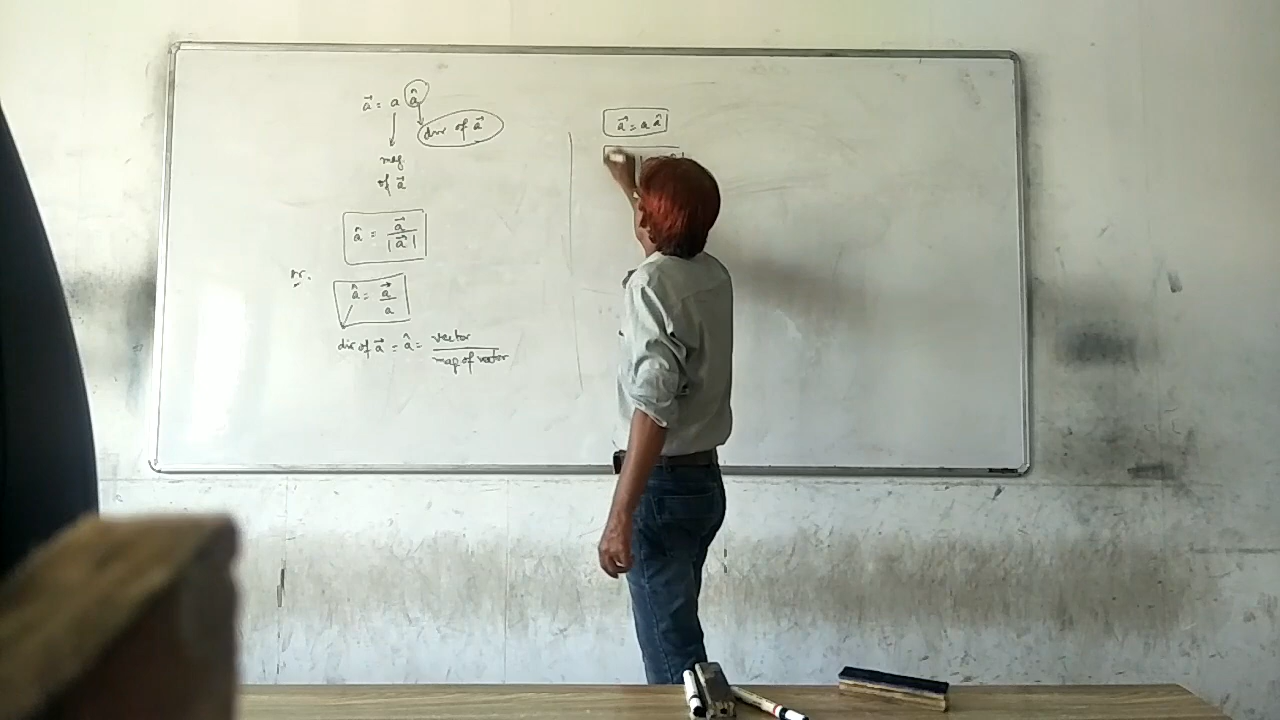 a⃗ = a â
dir of a⃗
mag
of a⃗
â = a⃗ / |a⃗|
or.
â = a⃗ / a
dir of a⃗ = â = vector / mag of vector
a⃗ = a â